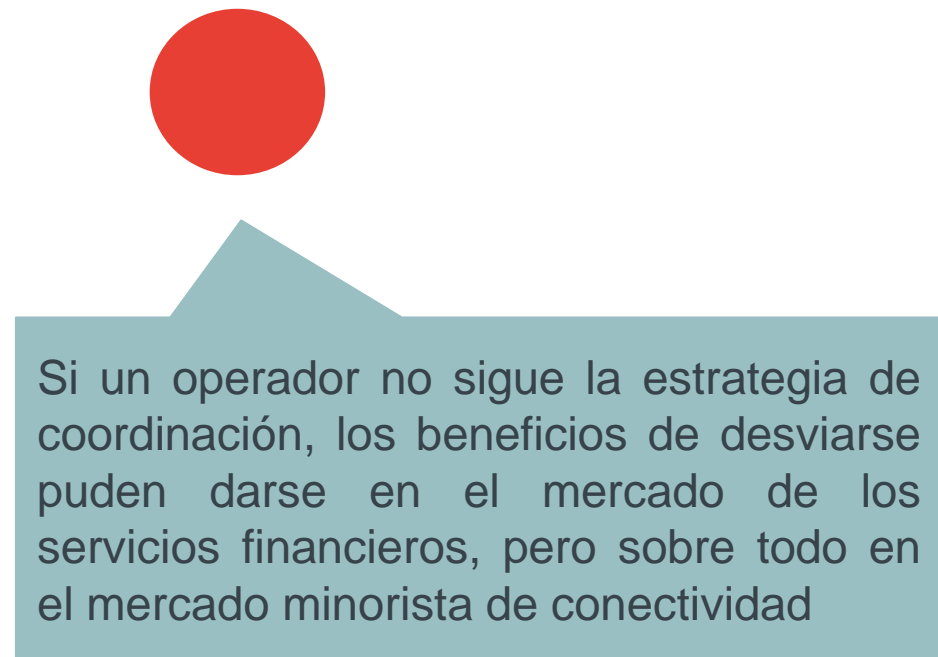 Si un operador no sigue la estrategia de
coordinación, los beneficios de desviarse
puden darse en el mercado de los
servicios financieros, pero sobre todo en
el mercado minorista de conectividad